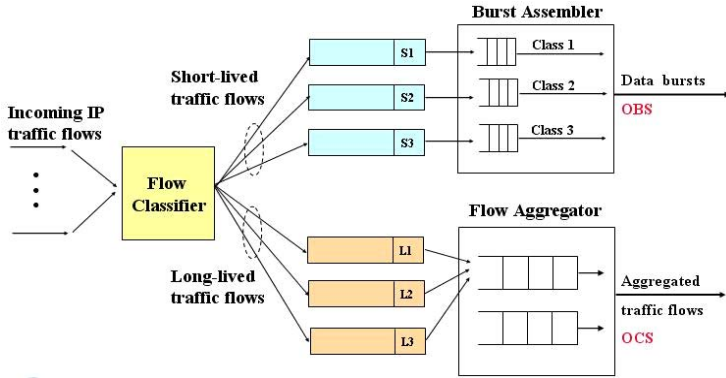 Burst Assembler
S1
Class 1
Short-lived
traffic flows
S2
Class 2
Data bursts
OBS
Incoming IP
traffic flows
S3
Class 3
Flow
Classifier
Flow Aggregator
L1
Long-lived
traffic flows
L2
Aggregated
traffic flows
L3
OCS